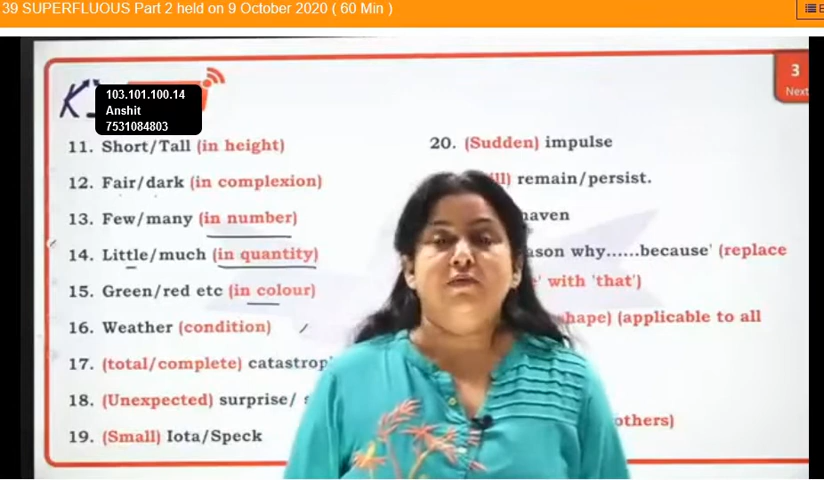 39 SUPERFLUOUS Part 2 held on 9 October 2020 ( 60 Min )
3
Next
103.101.100.14
Anshit
7531084803
11. Short/Tall (in height)
12. Fair/dark (in complexion)
13. Few/many (in number)
14. Little/much (in quantity)
15. Green/red etc (in colour)
16. Weather (condition)
17. (total/complete)
18. (Unexpected) surprise/
19. (Small) Iota/Speck
20. (Sudden) impulse
remain/persist.
haven
why......because' (replace
with 'that')
(applicable to all
others)